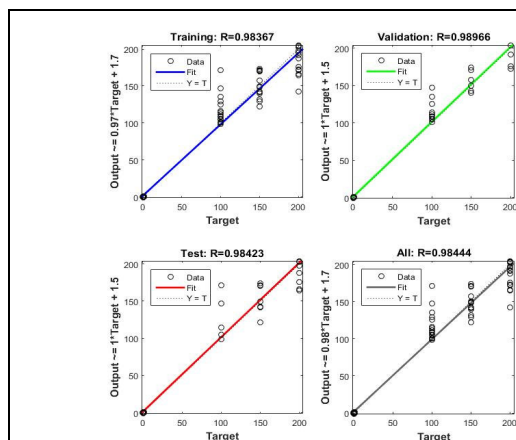 Training: R=0.98367
Output ~= 0.97*Target + 1.7
Data
Fit
Y = T
200
150
100
50
0
0 50 100 150 200
Target
Validation: R=0.98966
Output ~= 1*Target + 1.5
Data
Fit
Y = T
200
150
100
50
0
0 50 100 150 200
Target
Test: R=0.98423
Output ~= 1*Target + 1.5
Data
Fit
Y = T
200
150
100
50
0
0 50 100 150 200
Target
All: R=0.98444
Output ~= 0.98*Target + 1.7
Data
Fit
Y = T
200
150
100
50
0
0 50 100 150 200
Target